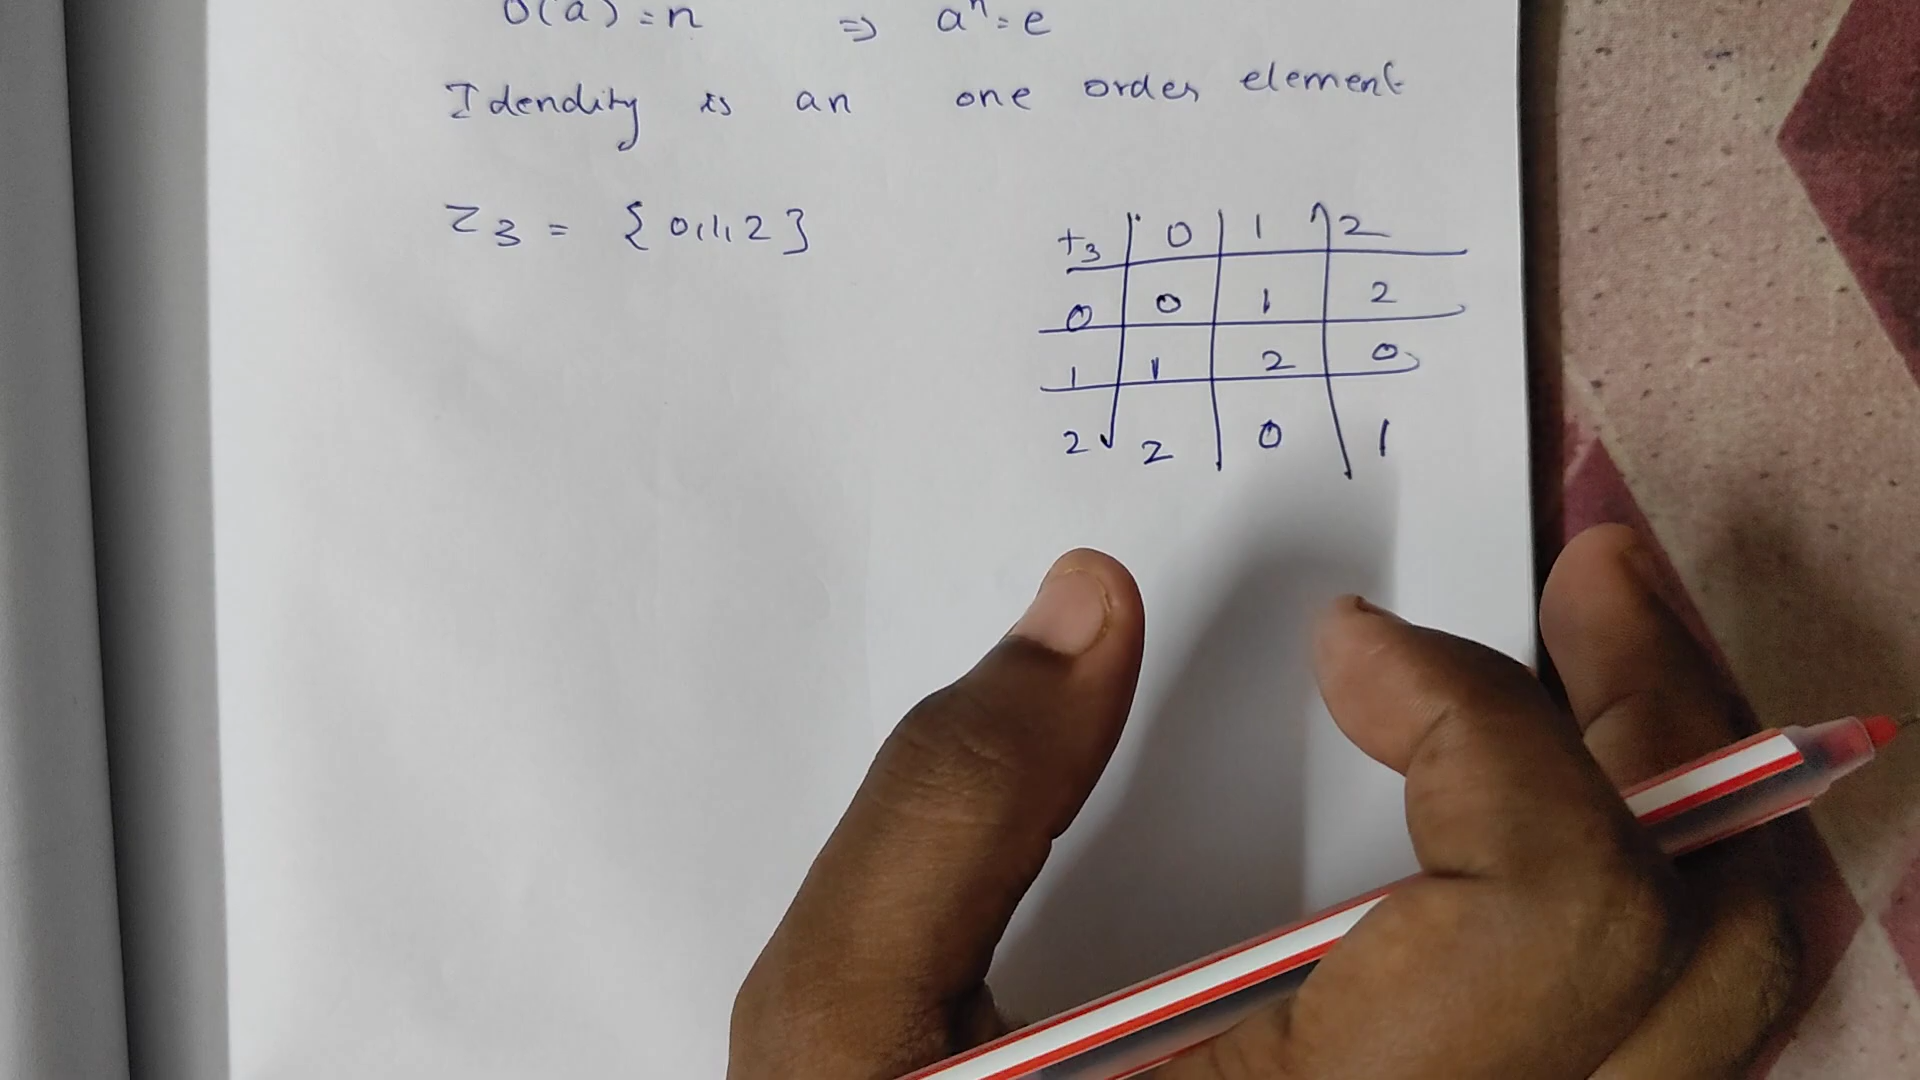 O(a) = n => aⁿ = e
Idendity is an one order element
Z3 = {0,1,2}
+3 0 1 2
0 0 1 2
1 1 2 0
2 2 0 1